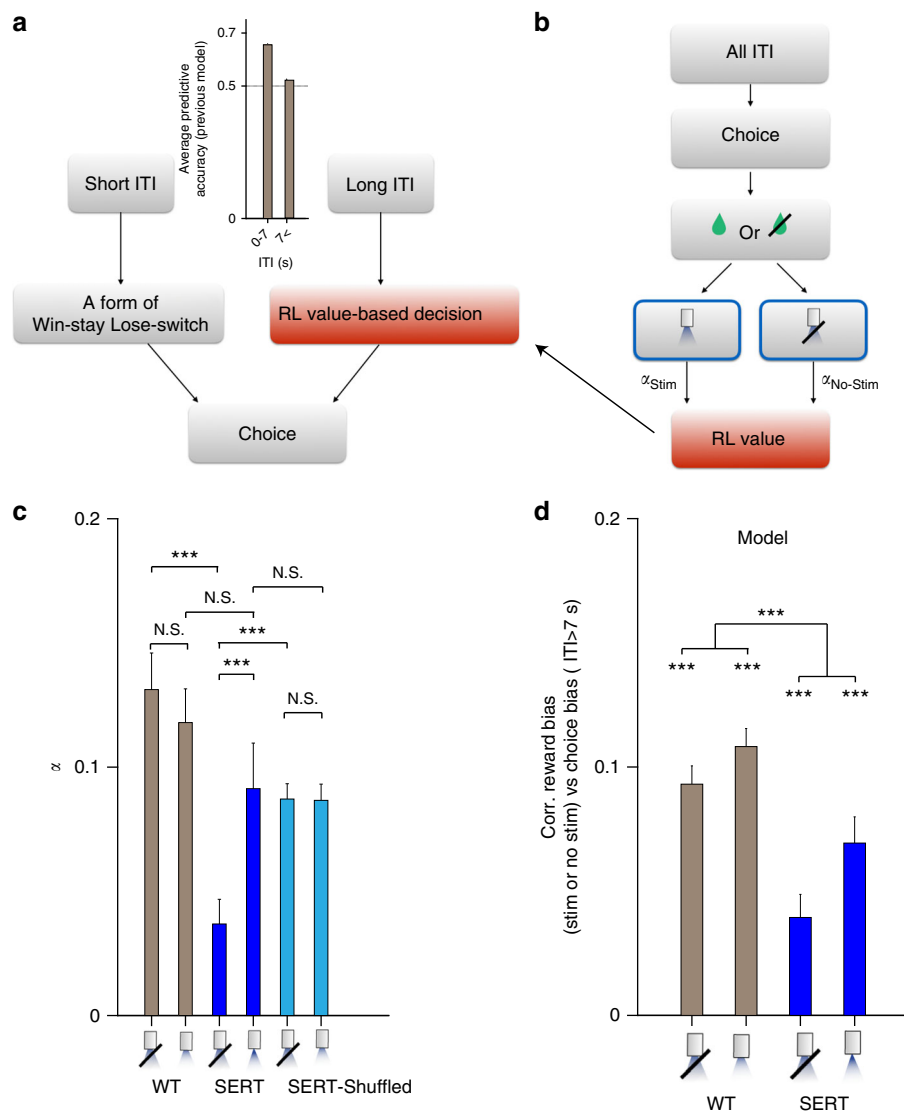 a
0.7
0.5
0
Average predictive
accuracy (previous model)
0-7
7<
ITI (s)
Short ITI
Long ITI
A form of
Win-stay Lose-switch
RL value-based decision
Choice
b
All ITI
Choice
Or
αStim
αNo-Stim
RL value
c
0.2
0.1
0
α
***
N.S.
N.S.
N.S.
***
***
N.S.
WT
SERT
SERT-Shuffled
d
0.2
0.1
0
Corr. reward bias
(stim or no stim) vs choice bias ( ITI>7 s)
Model
***
***
***
***
***
WT
SERT